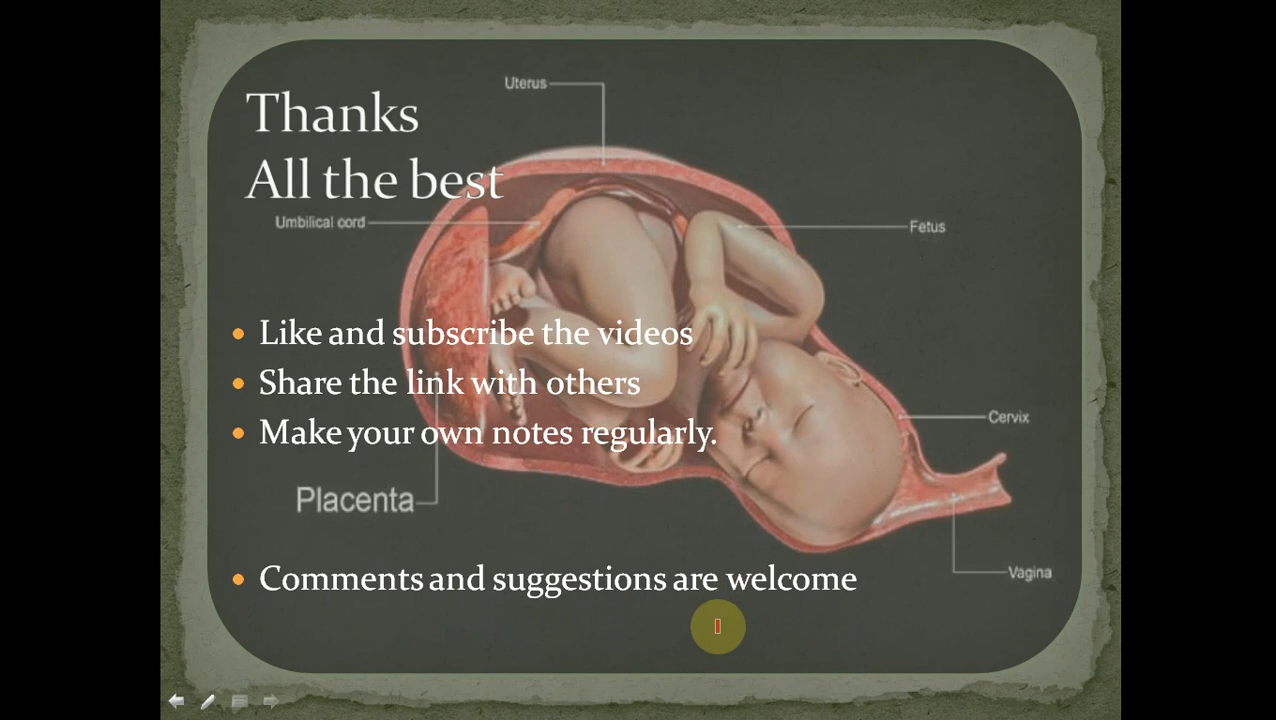 Uterus
Thanks
All the best
Umbilical cord
Fetus
Like and subscribe the videos
Share the link with others
Cervix
Make your own notes regularly.
Placenta
Vagina
Comments and suggestions are welcome